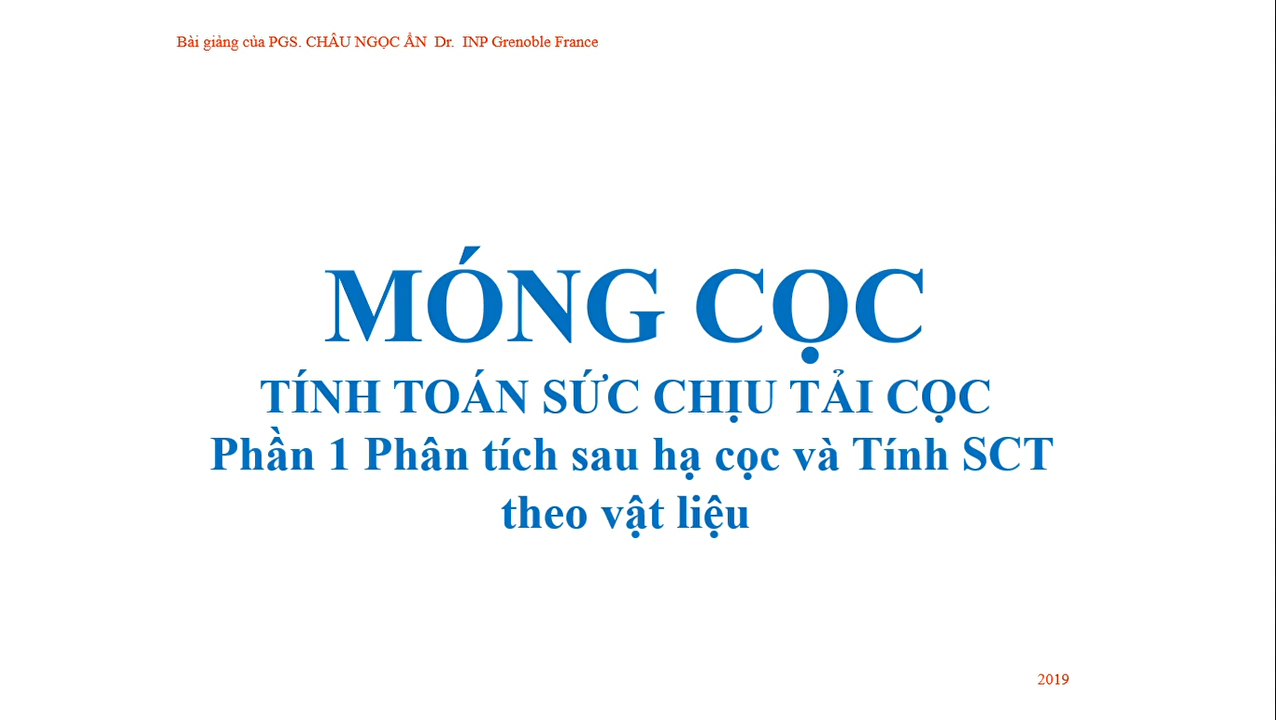 Bài giảng của PGS. CHÂU NGỌC ẨN Dr. INP Grenoble France
MÓNG CỌC
TÍNH TOÁN SỨC CHỊU TẢI CỌC
Phần 1 Phân tích sau hạ cọc và Tính SCT
theo vật liệu
2019